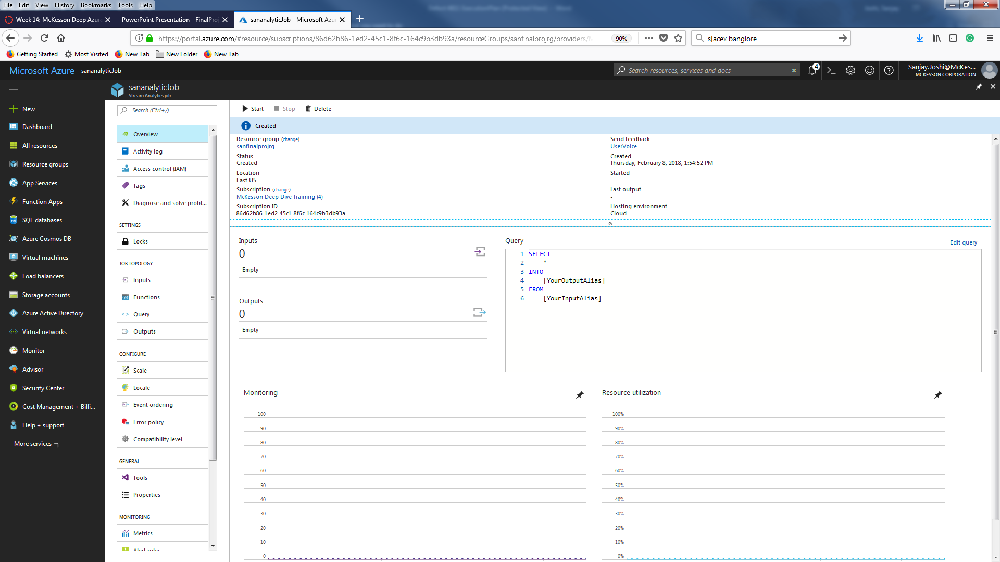 File Edit View History Bookmarks Tools Help
Week 14: McKesson Deep Azure
PowerPoint Presentation - FinalProj
sananalyticJob - Microsoft Azu
https://portal.azure.com/#resource/subscriptions/86d62b86-1ed2-45c1-8f6c-164c9b3db93a/resourceGroups/sanfinalprojrg/providers/M
90%
s[acex banglore
Getting Started Most Visited New Tab New Folder New Tab
Microsoft Azure sananalyticJob
Search resources, services and docs
4
Sanjay.Joshi@McKes...
MCKESSON CORPORATION
sananalyticJob
Stream Analytics job
New
Dashboard
All resources
Resource groups
App Services
Function Apps
SQL databases
Azure Cosmos DB
Virtual machines
Load balancers
Storage accounts
Azure Active Directory
Virtual networks
Monitor
Advisor
Security Center
Cost Management + Billi...
Help + support
More services
Search (Ctrl+/)
Overview
Activity log
Access control (IAM)
Tags
Diagnose and solve probl...
SETTINGS
Locks
JOB TOPOLOGY
Inputs
Functions
Query
Outputs
CONFIGURE
Scale
Locale
Event ordering
Error policy
Compatibility level
GENERAL
Tools
Properties
MONITORING
Metrics
Alert rules
Start Stop Delete
Created
Resource group (change)
sanfinalprojrg
Status
Created
Location
East US
Subscription (change)
McKesson Deep Dive Training (4)
Subscription ID
86d62b86-1ed2-45c1-8f6c-164c9b3db93a
Send feedback
UserVoice
Created
Thursday, February 8, 2018, 1:54:52 PM
Started
-
Last output
-
Hosting environment
Cloud
Inputs
0
Empty
Outputs
0
Empty
Query
Edit query
1 SELECT
2 *
3 INTO
4 [YourOutputAlias]
5 FROM
6 [YourInputAlias]
Monitoring
100
90
80
70
60
50
40
30
20
10
0
Resource utilization
100%
90%
80%
70%
60%
50%
40%
30%
20%
10%
0%